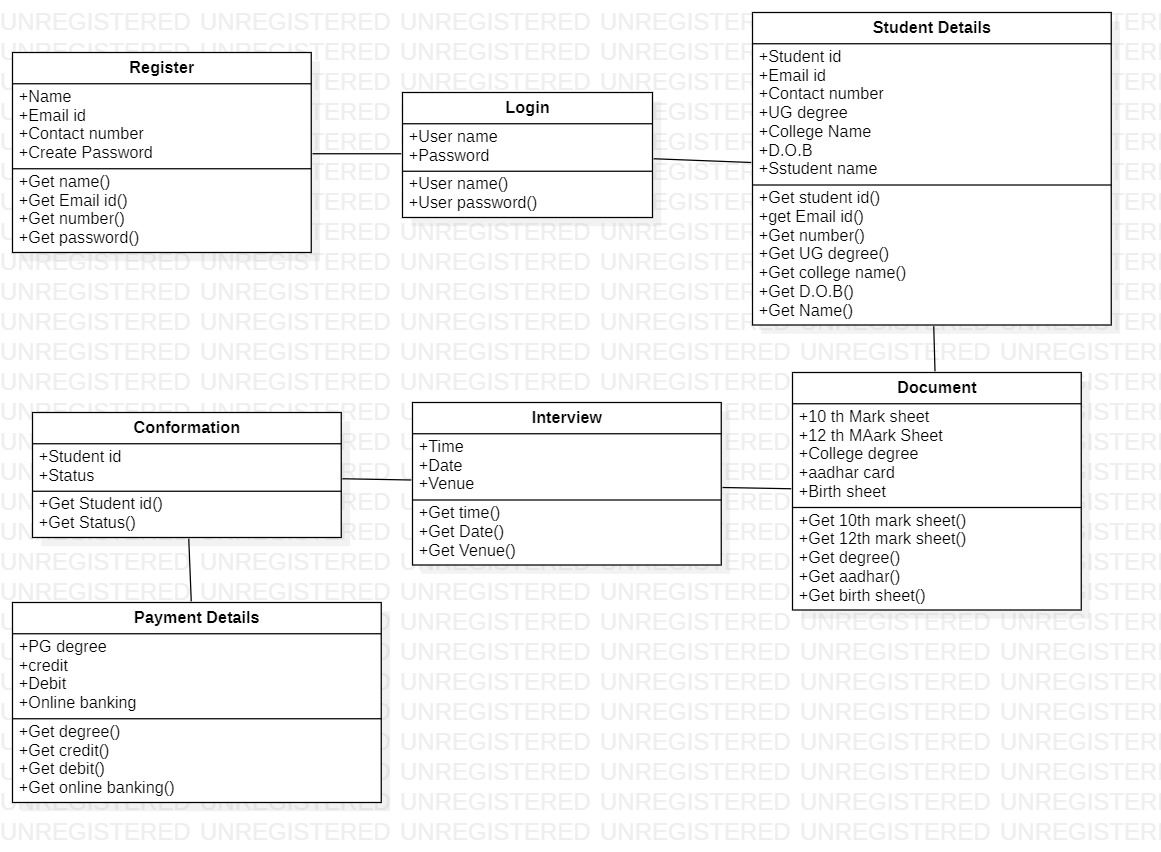 Register
+Name
+Email id
+Contact number
+Create Password
+Get name()
+Get Email id()
+Get number()
+Get password()
Login
+User name
+Password
+User name()
+User password()
Student Details
+Student id
+Email id
+Contact number
+UG degree
+College Name
+D.O.B
+Sstudent name
+Get student id()
+get Email id()
+Get number()
+Get UG degree()
+Get college name()
+Get D.O.B()
+Get Name()
Conformation
+Student id
+Status
+Get Student id()
+Get Status()
Interview
+Time
+Date
+Venue
+Get time()
+Get Date()
+Get Venue()
Document
+10 th Mark sheet
+12 th MAark Sheet
+College degree
+aadhar card
+Birth sheet
+Get 10th mark sheet()
+Get 12th mark sheet()
+Get degree()
+Get aadhar()
+Get birth sheet()
Payment Details
+PG degree
+credit
+Debit
+Online banking
+Get degree()
+Get credit()
+Get debit()
+Get online banking()
UNREGISTERED